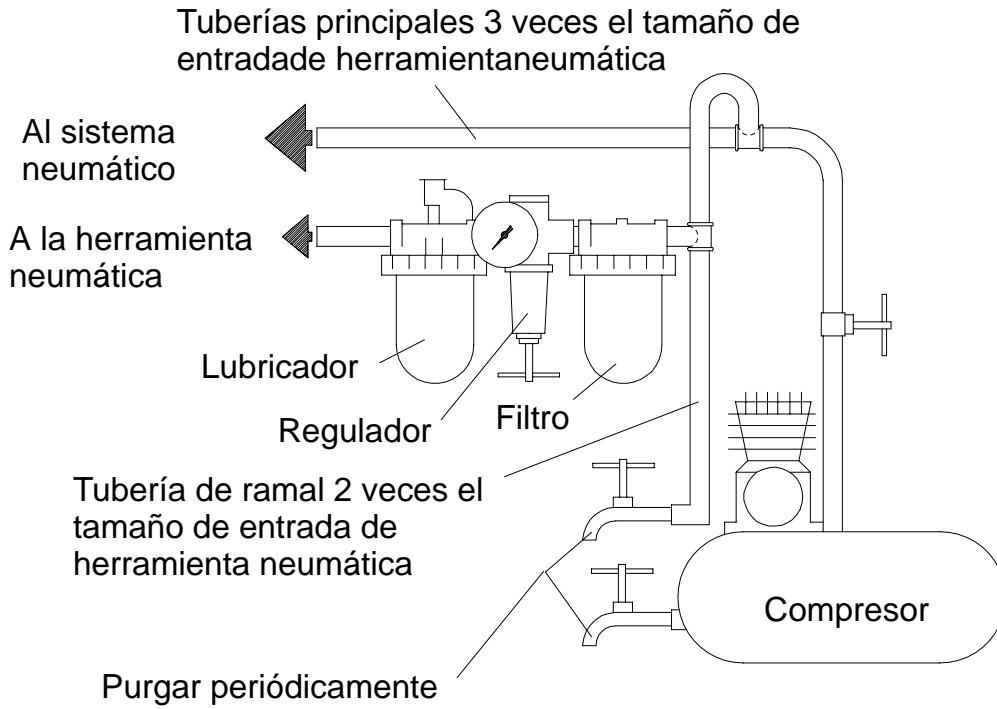 Tuberías principales 3 veces el tamaño de
entradade herramientaneumática
Al sistema
neumático
A la herramienta
neumática
Lubricador
Regulador
Filtro
Tubería de ramal 2 veces el
tamaño de entrada de
herramienta neumática
Compresor
Purgar periódicamente